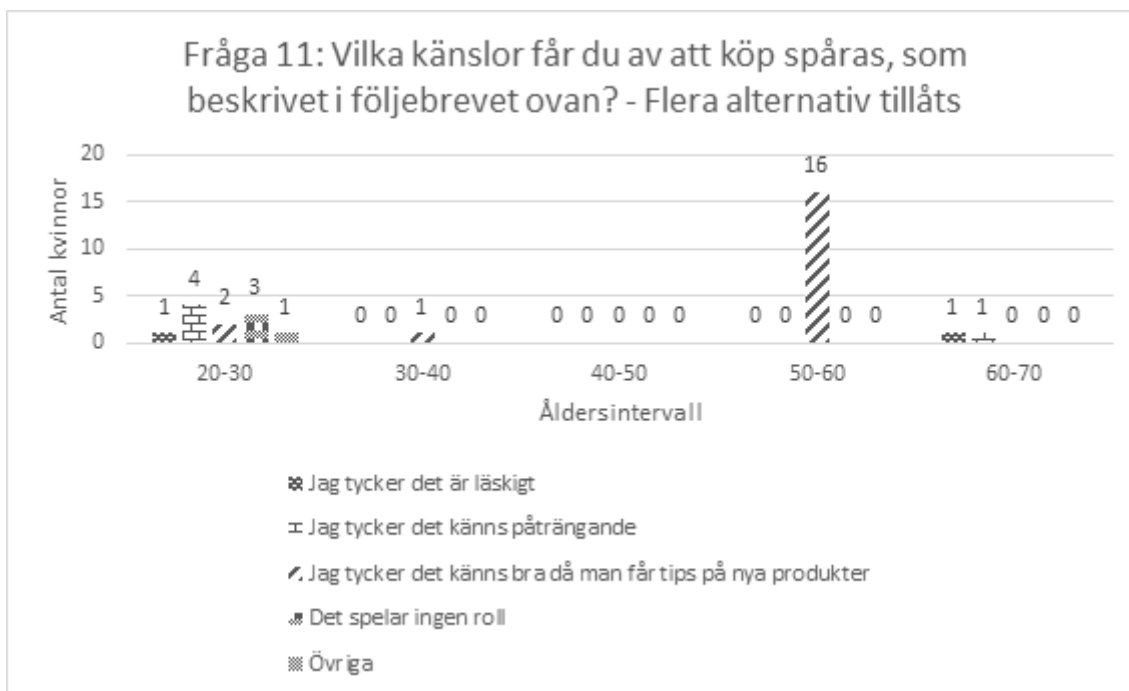 Fråga 11: Vilka känslor får du av att köp spåras, som
beskrivet i följebrevet ovan? - Flera alternativ tillåts
Antal kvinnor
20
15
10
5
0
1 4 2 3 1
0 0 1 0 0
0 0 0 0 0
0 0 16 0 0
1 1 0 0 0
20-30 30-40 40-50 50-60 60-70
Åldersintervall
Jag tycker det är läskigt
Jag tycker det känns påträngande
Jag tycker det känns bra då man får tips på nya produkter
Det spelar ingen roll
Övriga